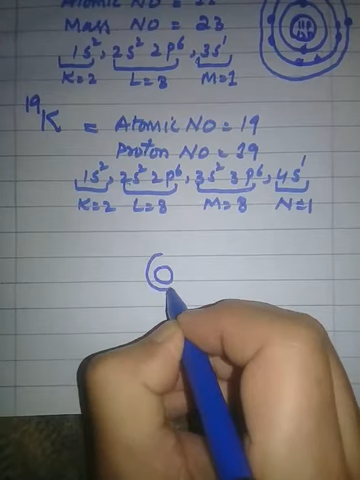 Mass NO = 23
1s², 2s² 2p⁶, 3s¹
K=2 L=8 M=1
¹⁹K = Atomic NO = 19
Proton NO = 39
1s², 2s² 2p⁶, 3s² 3p⁶, 4s¹
K=2 L=8 M=8 N=1